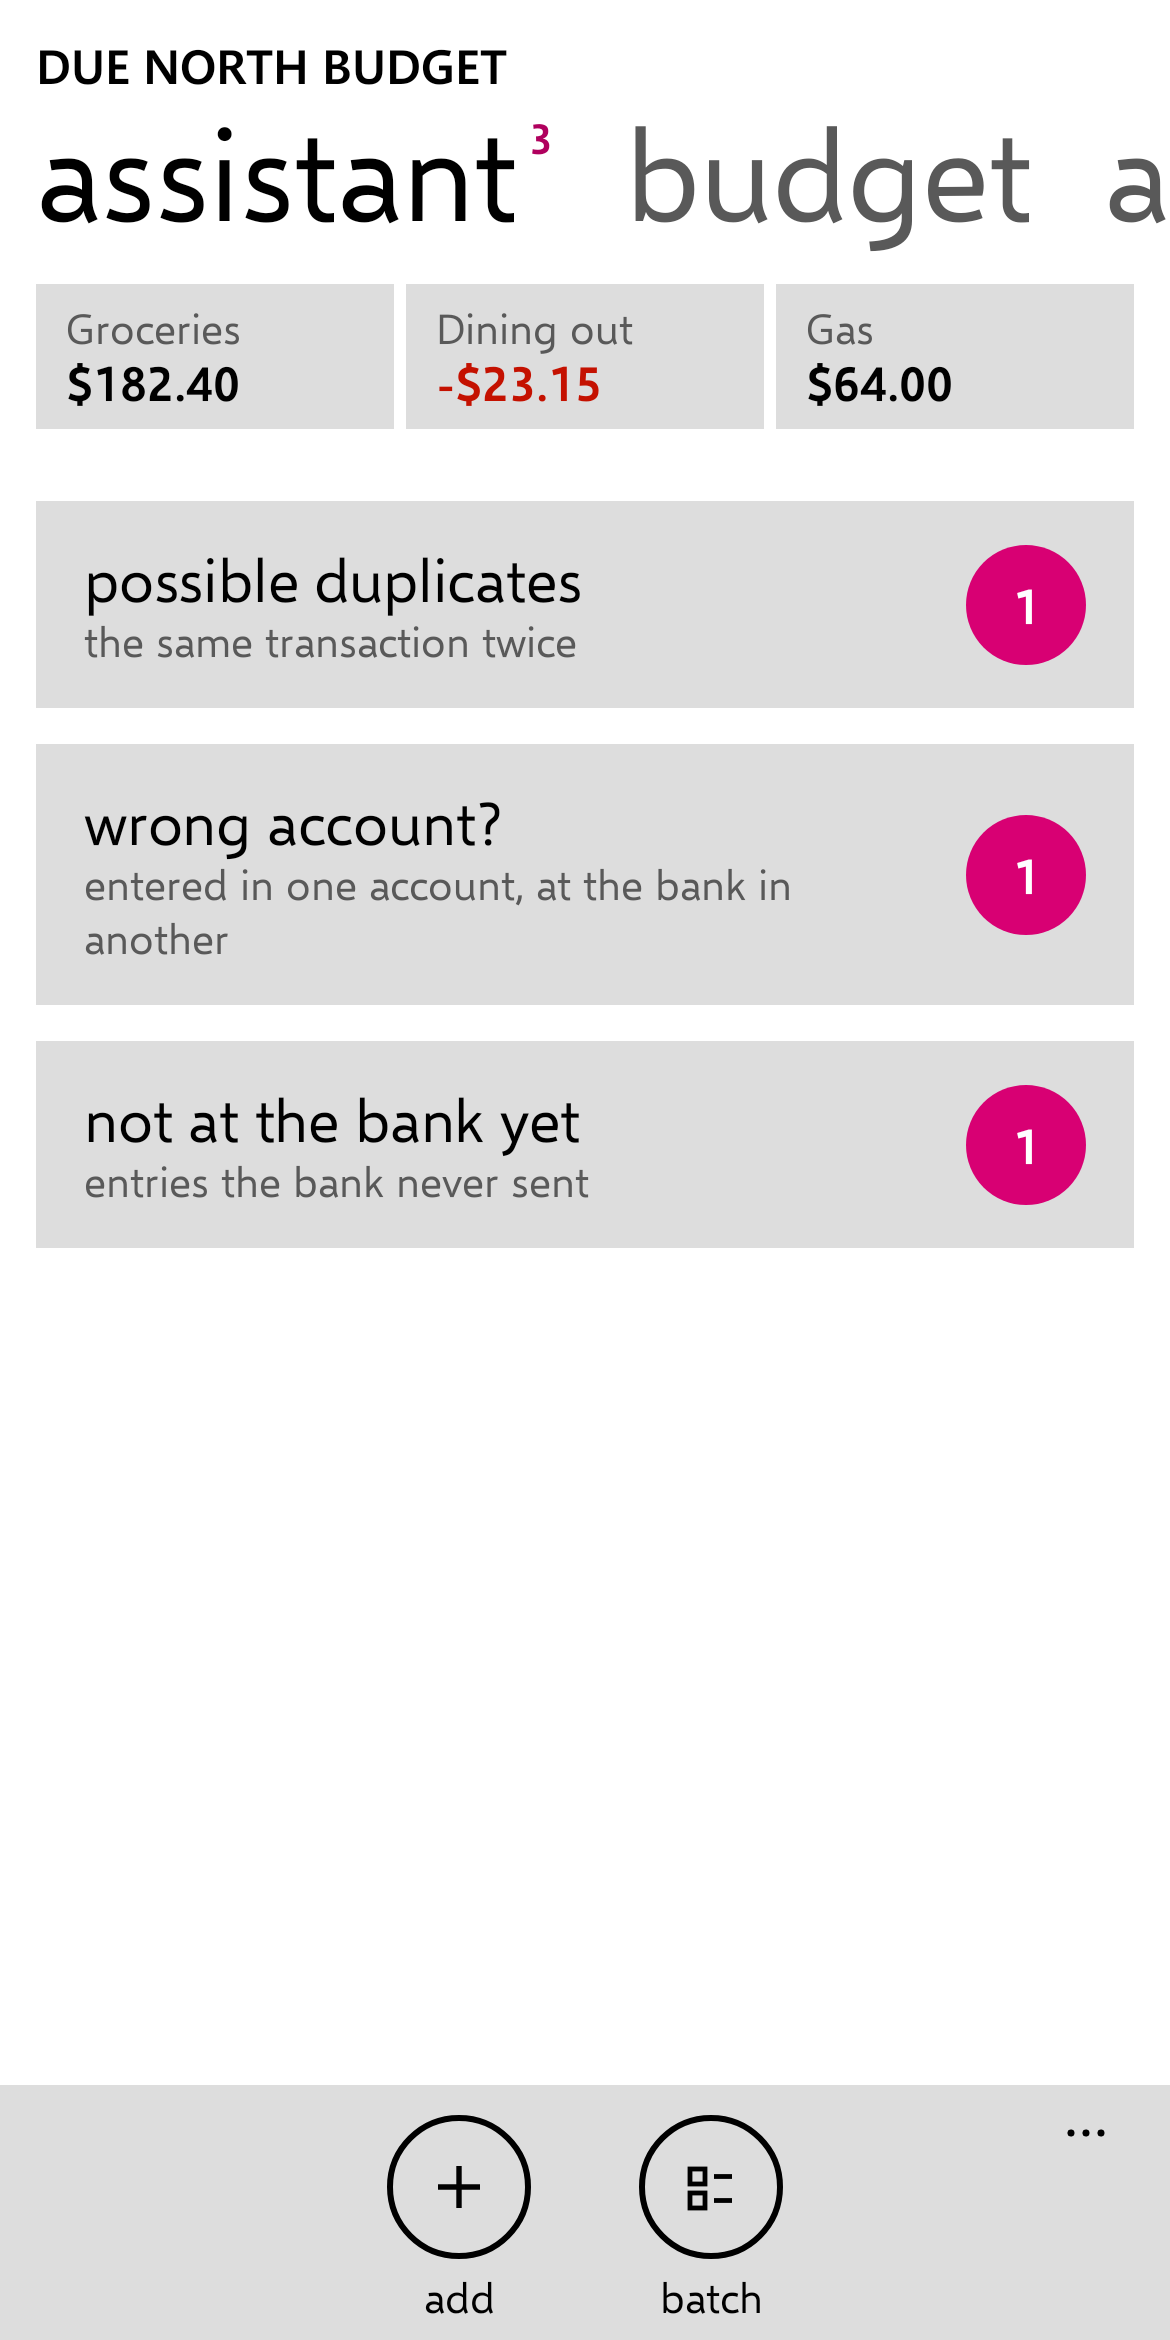 DUE NORTH BUDGET
assistant 3 budget a
Groceries
$182.40
Dining out
-$23.15
Gas
$64.00
possible duplicates
the same transaction twice
1
wrong account?
entered in one account, at the bank in
another
1
not at the bank yet
entries the bank never sent
1
...
add
batch